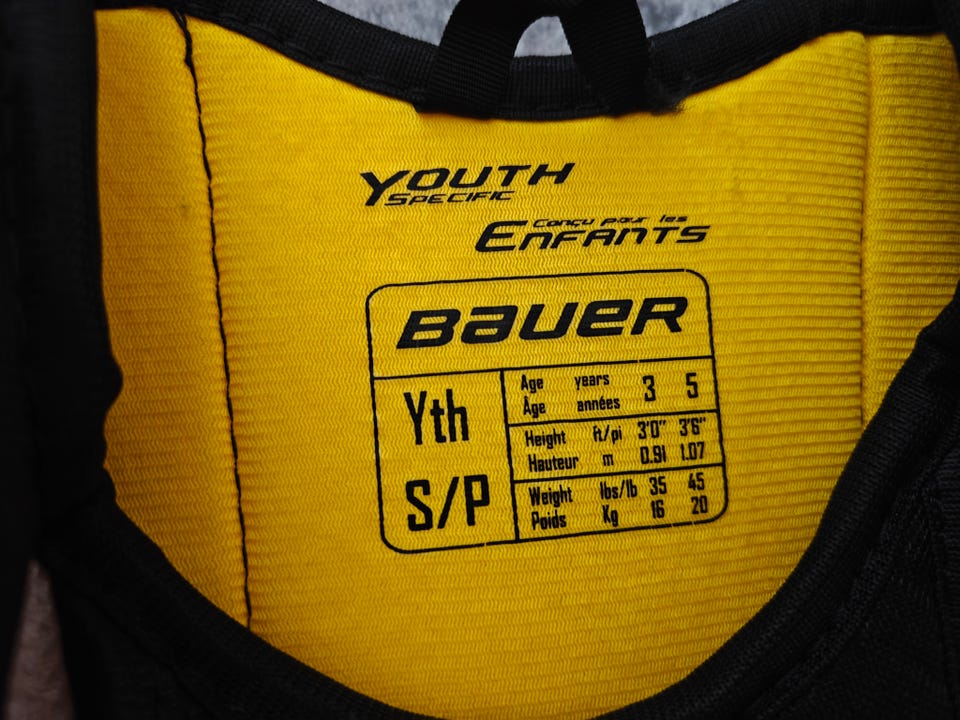 YOUTH
SPECIFIC
Conçu pour les
ENFANTS
BAUER
Yth
S/P
Age years 3 5
Âge années
Height ft/pi 3'0" 3'6"
Hauteur m 0.91 1.07
Weight lbs/lb 35 45
Poids Kg 16 20